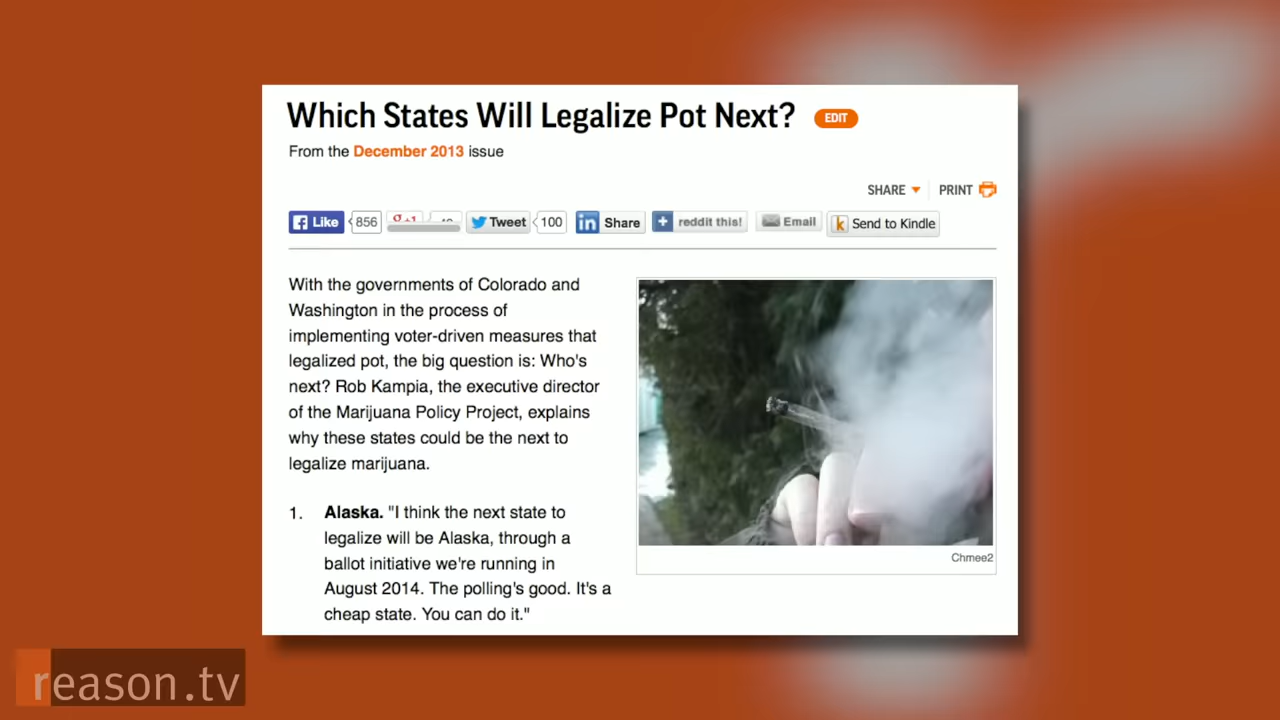 Which States Will Legalize Pot Next?
EDIT
From the December 2013 issue
SHARE
PRINT
Like
856
Tweet
100
in
Share
reddit this!
Email
k
Send to Kindle
With the governments of Colorado and
Washington in the process of
implementing voter-driven measures that
legalized pot, the big question is: Who's
next? Rob Kampia, the executive director
of the Marijuana Policy Project, explains
why these states could be the next to
legalize marijuana.
1. Alaska. "I think the next state to
legalize will be Alaska, through a
ballot initiative we're running in
August 2014. The polling's good. It's a
cheap state. You can do it."
Chmee2
reason.tv